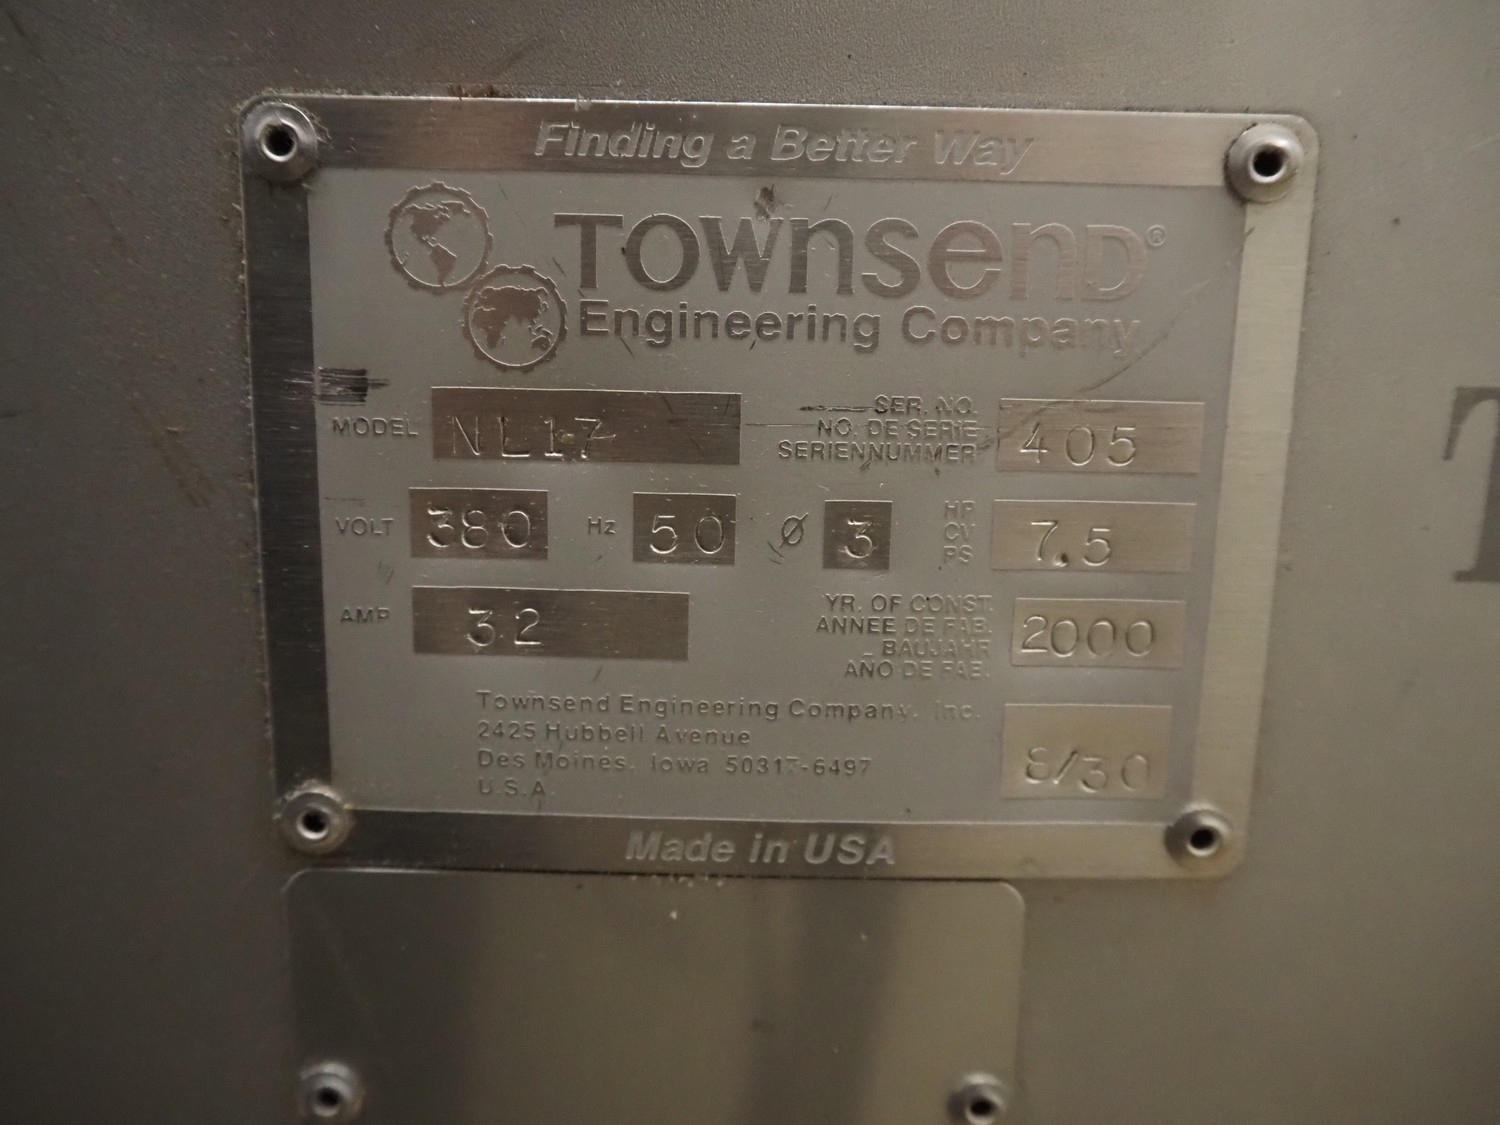 Finding a Better Way
TOWNSEND®
Engineering Company
MODEL NL17
SER. NO.
NO. DE SERIE
SERIENNUMMER
405
VOLT 380 Hz 50 Ø 3
HP
CV
PS
7.5
AMP 32
YR. OF CONST.
ANNEE DE FAB.
BAUJAHR
AÑO DE FAB.
2000
Townsend Engineering Company, Inc.
2425 Hubbell Avenue
Des Moines, Iowa 50317-6497
U.S.A.
8/30
Made in USA
T